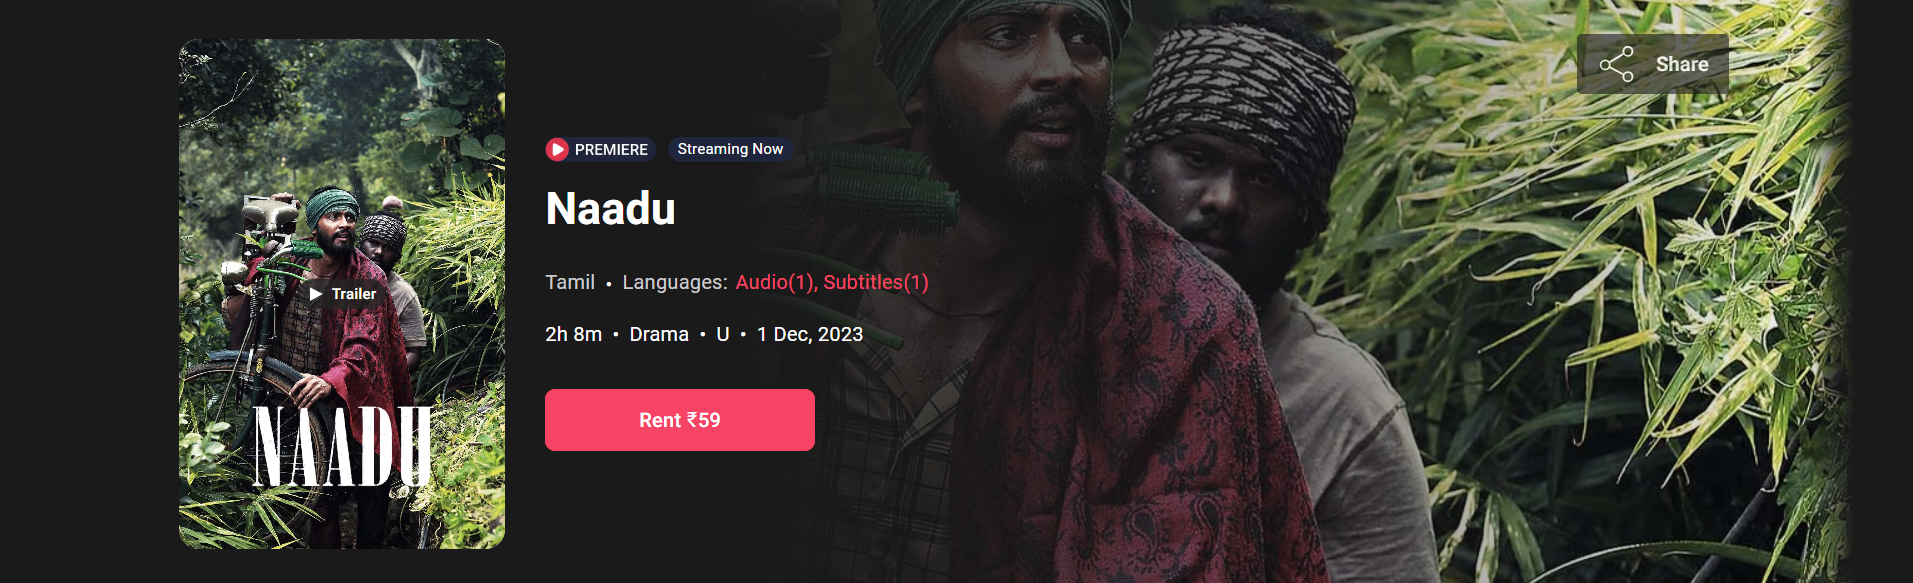 Share
PREMIERE Streaming Now
Naadu
Tamil • Languages: Audio(1), Subtitles(1)
Trailer
2h 8m • Drama • U • 1 Dec, 2023
Rent ₹59
NAADU